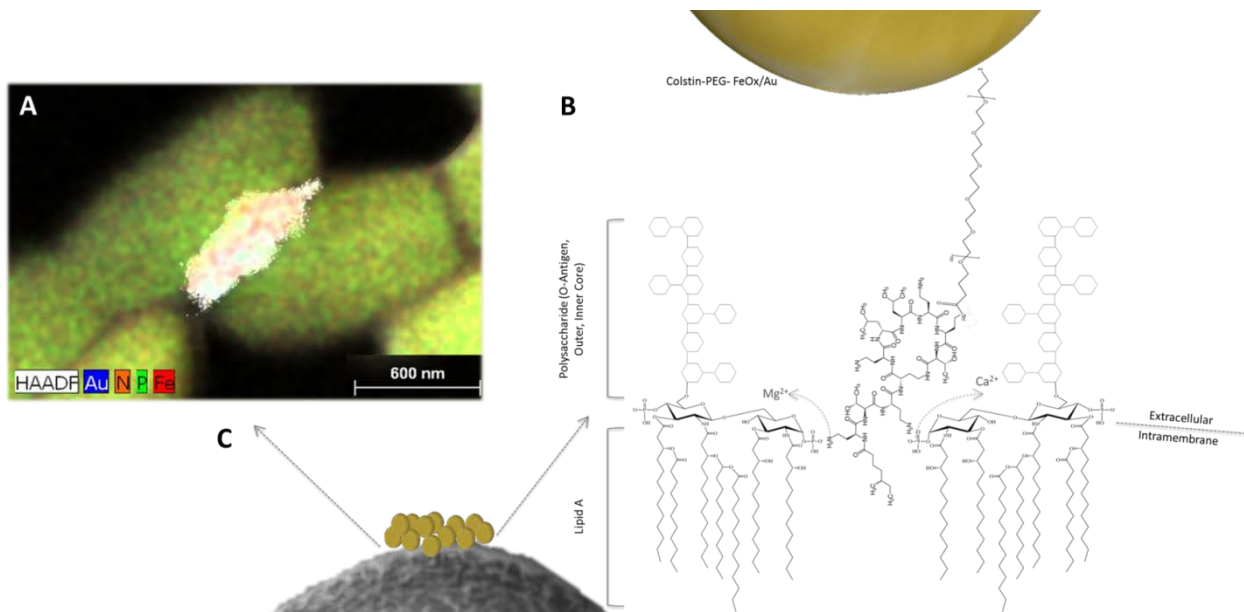 A
HAADF Au N P Fe
600 nm
B
Colstin-PEG- FeOx/Au
Polysaccharide (O-Antigen,
Outer, Inner Core)
Lipid A
Mg2+
Ca2+
Extracellular
Intramembrane
C